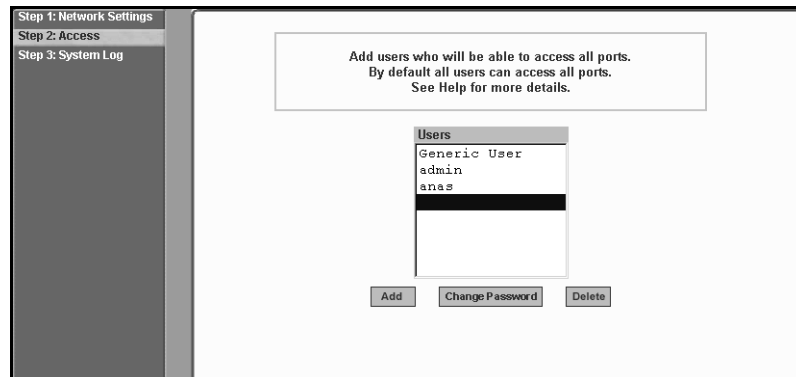 Step 1: Network Settings
Step 2: Access
Step 3: System Log
Add users who will be able to access all ports.
By default all users can access all ports.
See Help for more details.
Users
Generic User
admin
anas
Add
Change Password
Delete